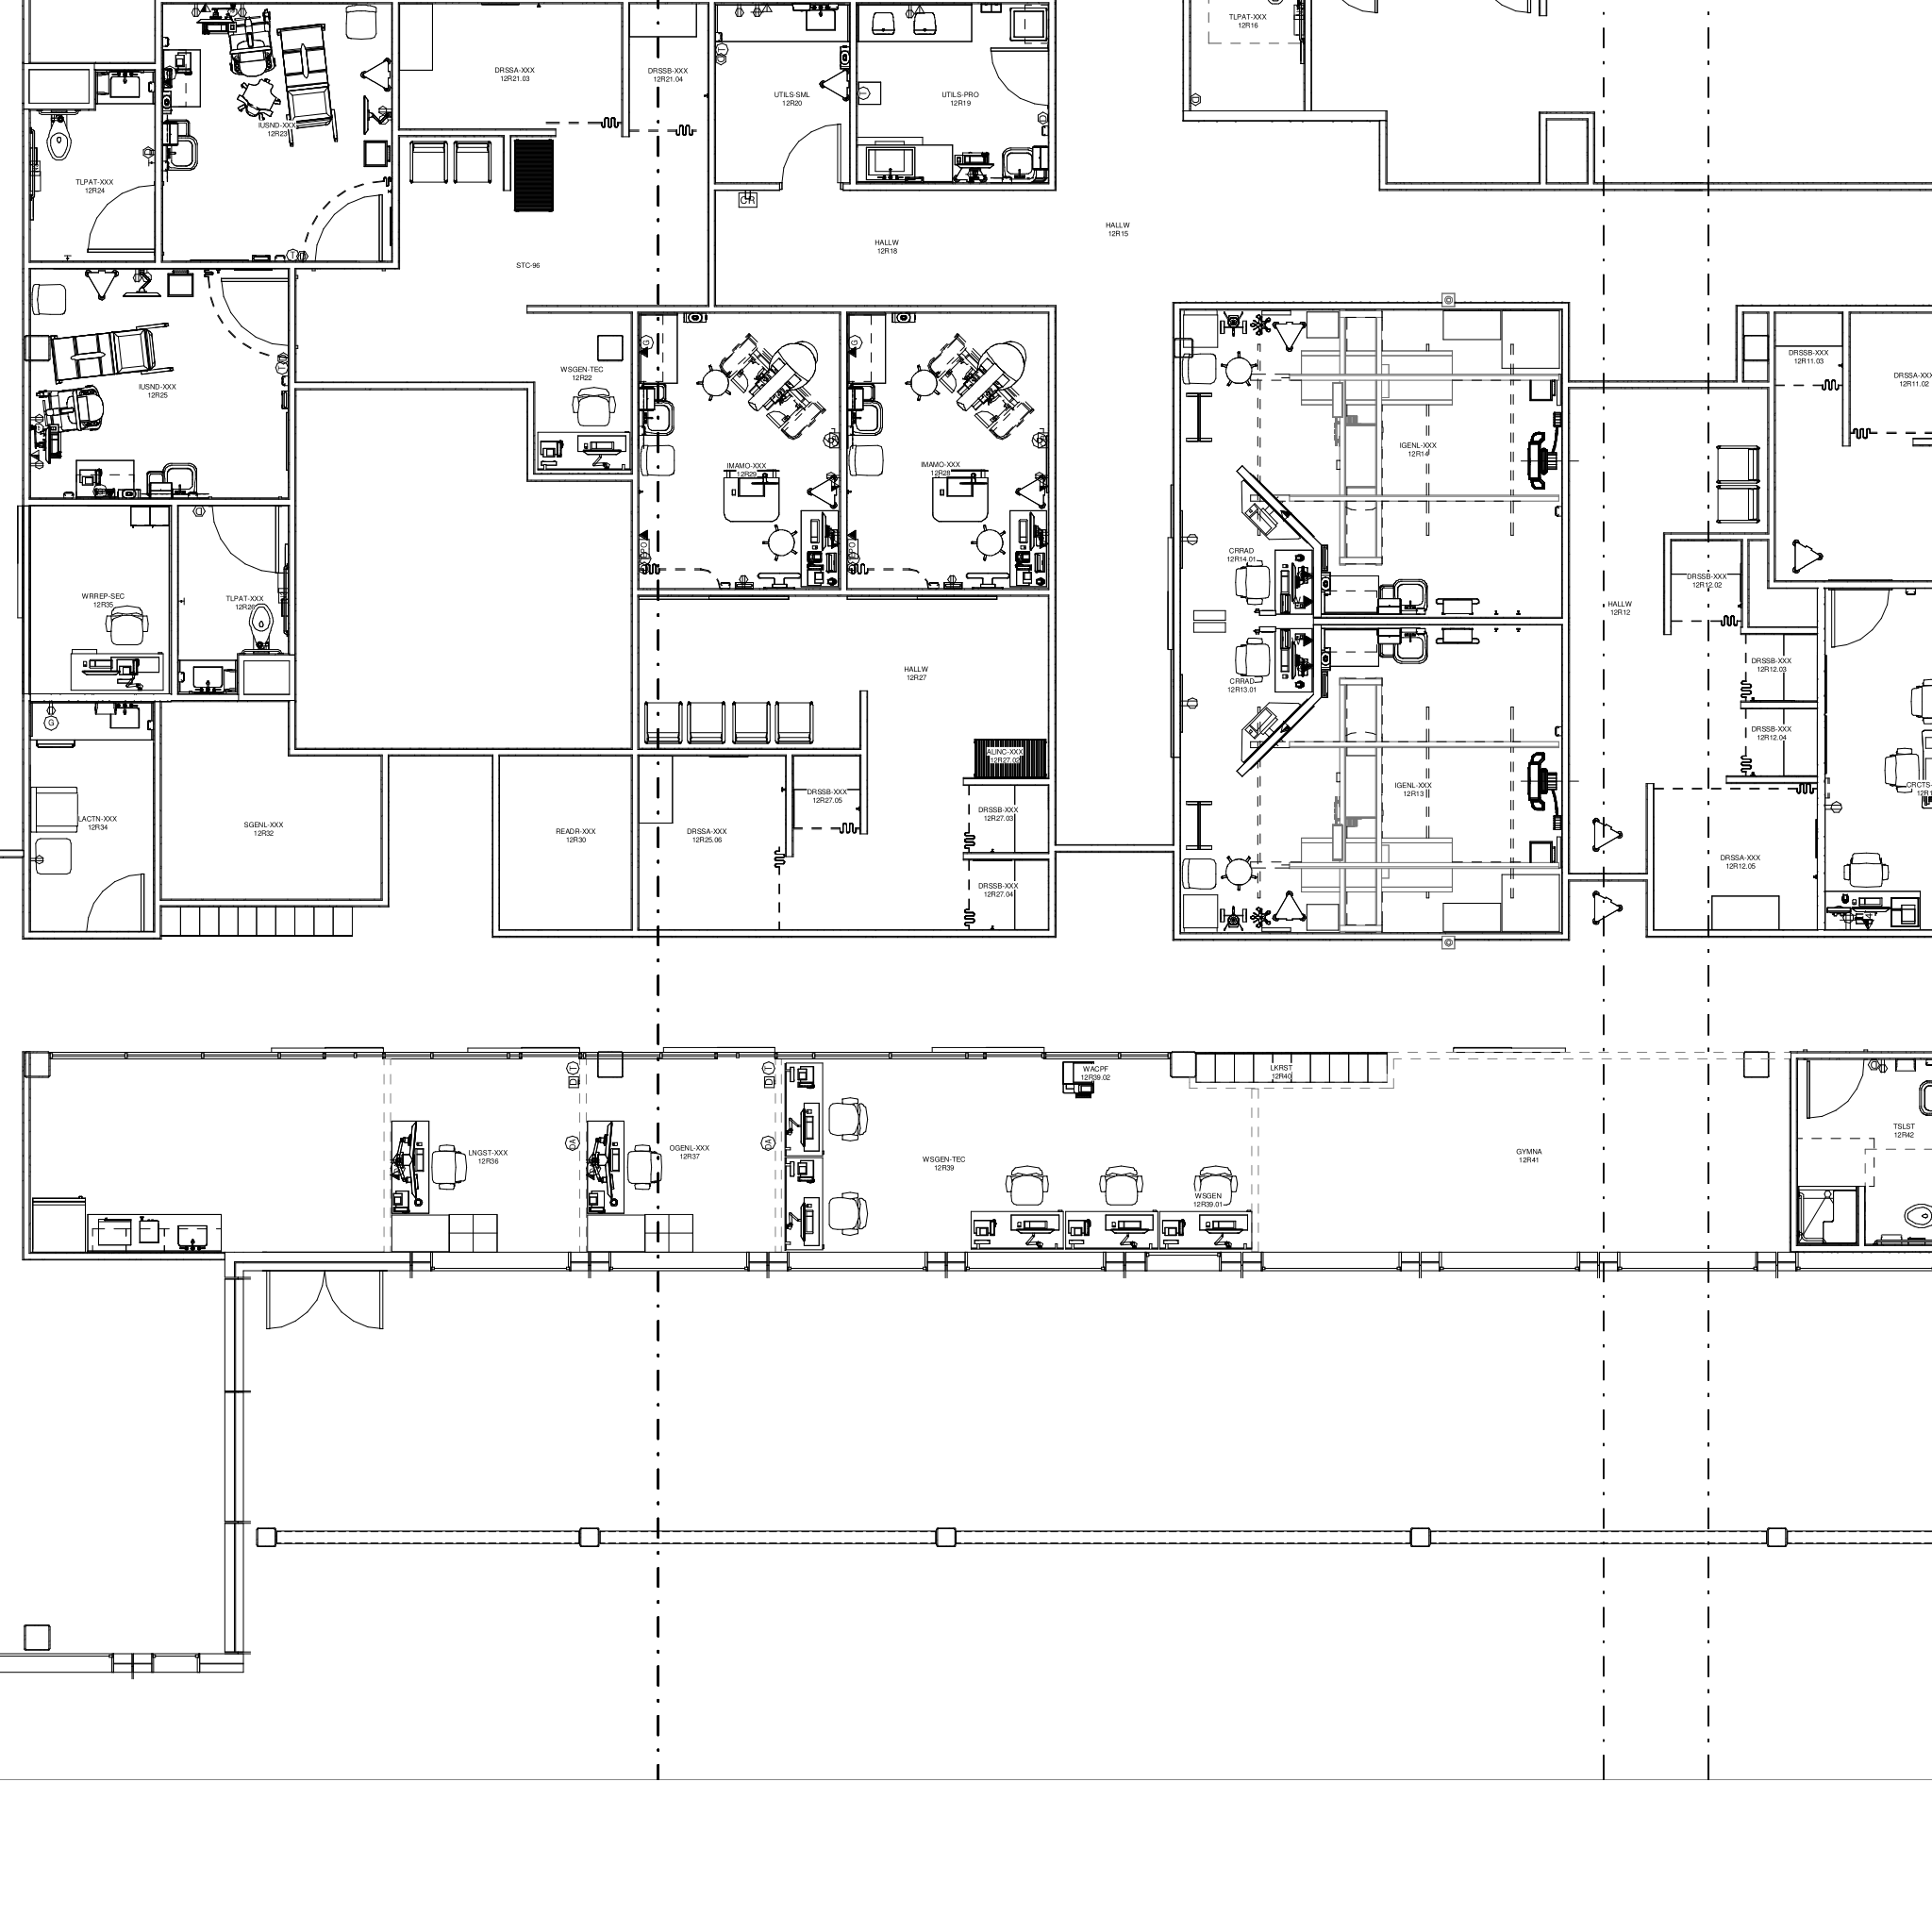 TLPAT-XXX
12R16
DRSSA-XXX
12R21.03
DRSSB-XXX
12R21.04
UTILS-SML
12R20
UTILS-PRO
12R19
IUSND-XXX
12R23
TLPAT-XXX
12R24
CR
HALLW
12R18
HALLW
12R15
STC-96
WSGEN-TEC
12R22
IUSND-XXX
12R25
DRSSB-XXX
12R11.03
DRSSA-XXX
12R11.02
IMAMO-XXX
12R29
IMAMO-XXX
12R28
IGENL-XXX
12R14
CRRAD
12R14.01
WRREP-SEC
12R35
TLPAT-XXX
12R26
HALLW
12R12
DRSSB-XXX
12R12.02
HALLW
12R27
CRRAD
12R13.01
DRSSB-XXX
12R12.03
DRSSB-XXX
12R12.04
G
AUNC-XXX
12R27.02
IGENL-XXX
12R13
DRSSB-XXX
12R27.05
DRSSB-XXX
12R27.03
LACTN-XXX
12R34
SGENL-XXX
12R32
READR-XXX
12R30
DRSSA-XXX
12R25.06
DRSSB-XXX
12R27.04
DRSSA-XXX
12R12.05
D T
D T
WACPF
12R39.02
LKRST
12R40
TSLST
12R42
DA
DA
LNGST-XXX
12R36
OGENL-XXX
12R37
WSGEN-TEC
12R39
GYMNA
12R41
WSGEN
12R39.01